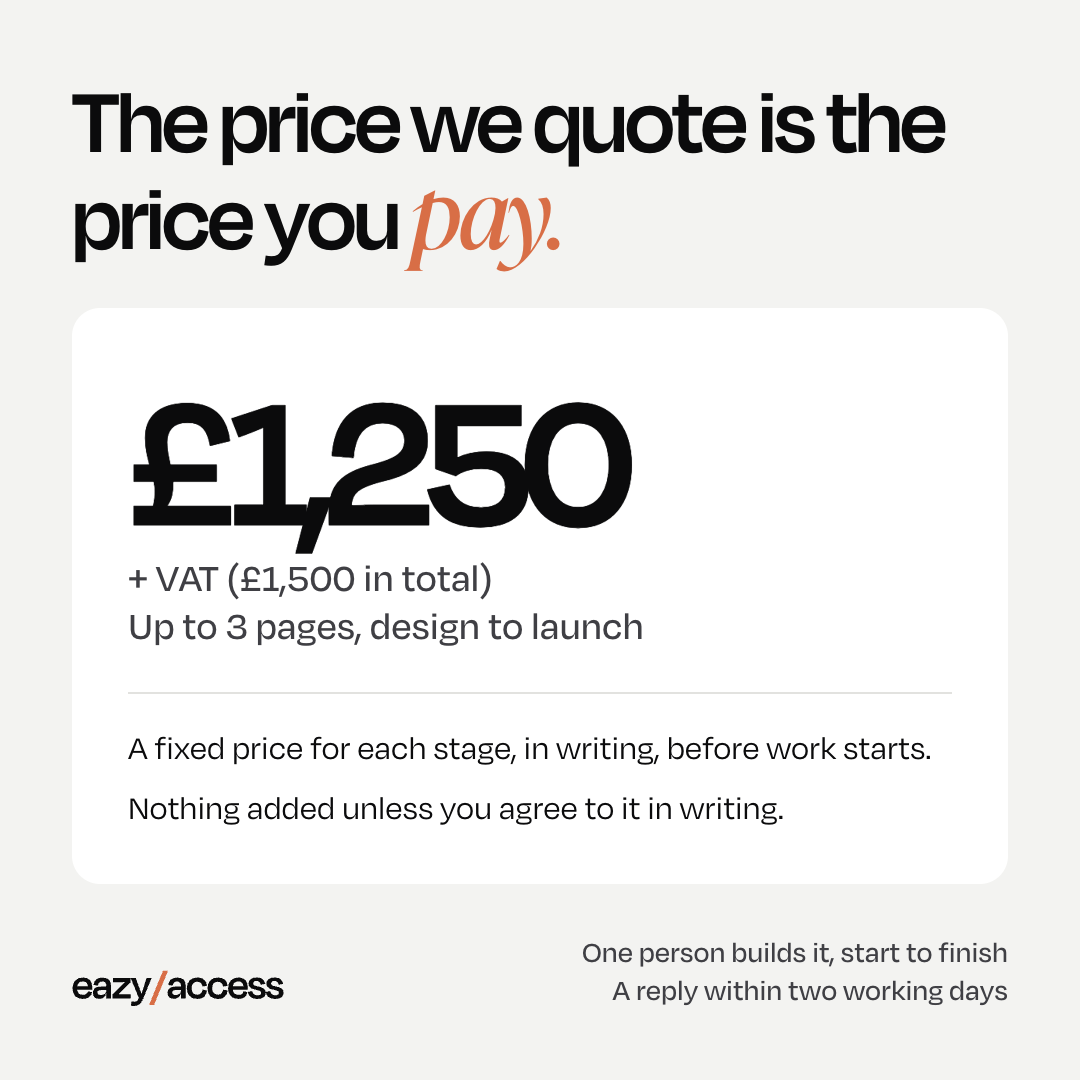 The price we quote is the
price you pay.
£1,250
+ VAT (£1,500 in total)
Up to 3 pages, design to launch
A fixed price for each stage, in writing, before work starts.
Nothing added unless you agree to it in writing.
eazy/access
One person builds it, start to finish
A reply within two working days